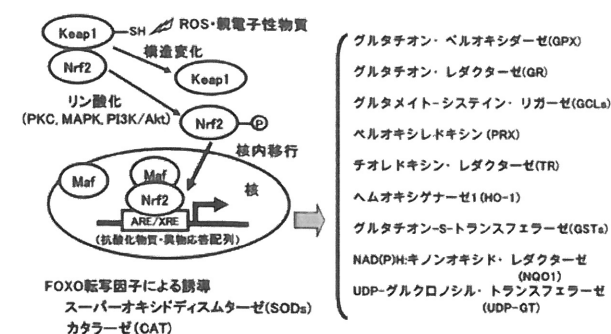 Keap1
-SH
ROS・親電子性物質
Nrf2
構造変化
Keap1
リン酸化
(PKC, MAPK, PI3K/Akt)
Nrf2
P
核内移行
Maf
Maf
核
Nrf2
ARE/XRE
(抗酸化物質・異物応答配列)
FOXO転写因子による誘導
スーパーオキシドディスムターゼ(SODs)
カタラーゼ(CAT)
グルタチオン・ペルオキシダーゼ(GPX)
グルタチオン・レダクターゼ(GR)
グルタメイト-システイン・リガーゼ(GCLs)
ペルオキシレドキシン(PRX)
チオレドキシン・レダクターゼ(TR)
ヘムオキシゲナーゼ1(HO-1)
グルタチオン-S-トランスフェラーゼ(GSTs)
NAD(P)H:キノンオキシド・レダクターゼ
(NQO1)
UDP-グルクロノシル・トランスフェラーゼ
(UDP-GT)